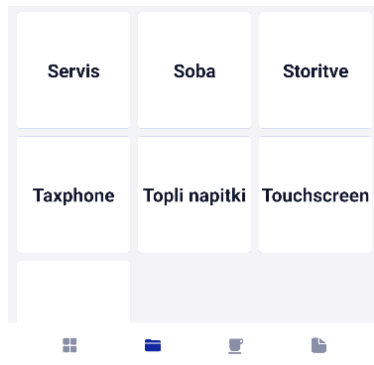 Servis
Soba
Storitve
Taxphone
Topli napitki
Touchscreen